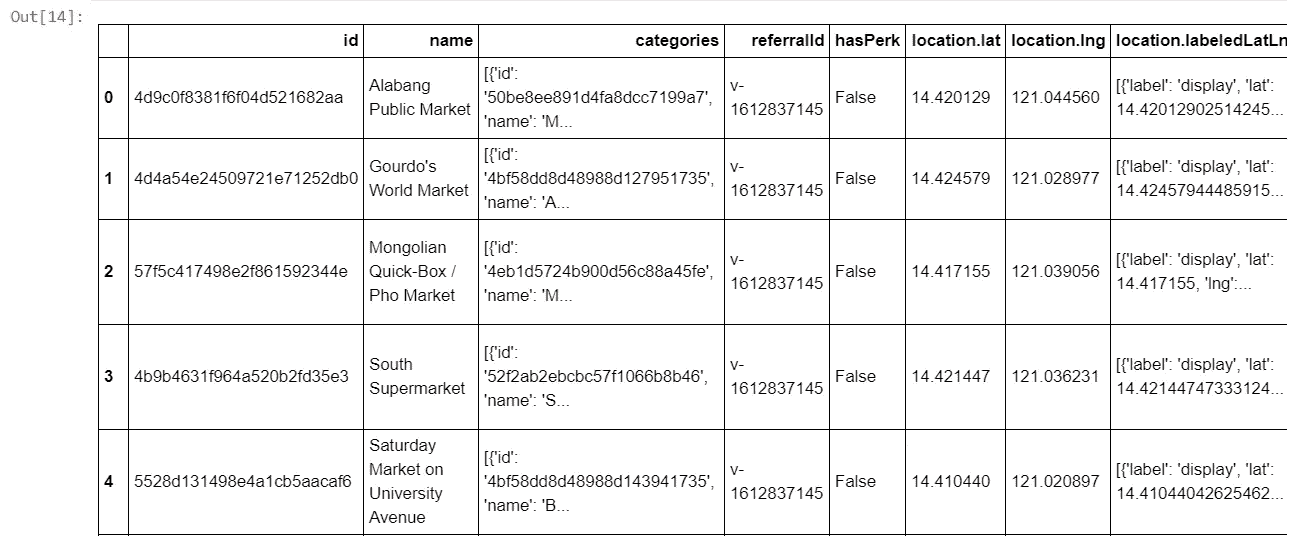 Out[14]:
id name categories referralId hasPerk location.lat location.lng location.labeledLatLn
0 4d9c0f8381f6f04d521682aa Alabang Public Market [{'id': '50be8ee891d4fa8dcc7199a7', 'name': 'M... v-1612837145 False 14.420129 121.044560 [{'label': 'display', 'lat': 14.42012902514245...
1 4d4a54e24509721e71252db0 Gourdo's World Market [{'id': '4bf58dd8d48988d127951735', 'name': 'A... v-1612837145 False 14.424579 121.028977 [{'label': 'display', 'lat': 14.42457944485915...
2 57f5c417498e2f861592344e Mongolian Quick-Box / Pho Market [{'id': '4eb1d5724b900d56c88a45fe', 'name': 'M... v-1612837145 False 14.417155 121.039056 [{'label': 'display', 'lat': 14.417155, 'lng':...
3 4b9b4631f964a520b2fd35e3 South Supermarket [{'id': '52f2ab2ebcbc57f1066b8b46', 'name': 'S... v-1612837145 False 14.421447 121.036231 [{'label': 'display', 'lat': 14.42144747333124...
4 5528d131498e4a1cb5aacaf6 Saturday Market on University Avenue [{'id': '4bf58dd8d48988d143941735', 'name': 'B... v-1612837145 False 14.410440 121.020897 [{'label': 'display', 'lat': 14.41044042625462...